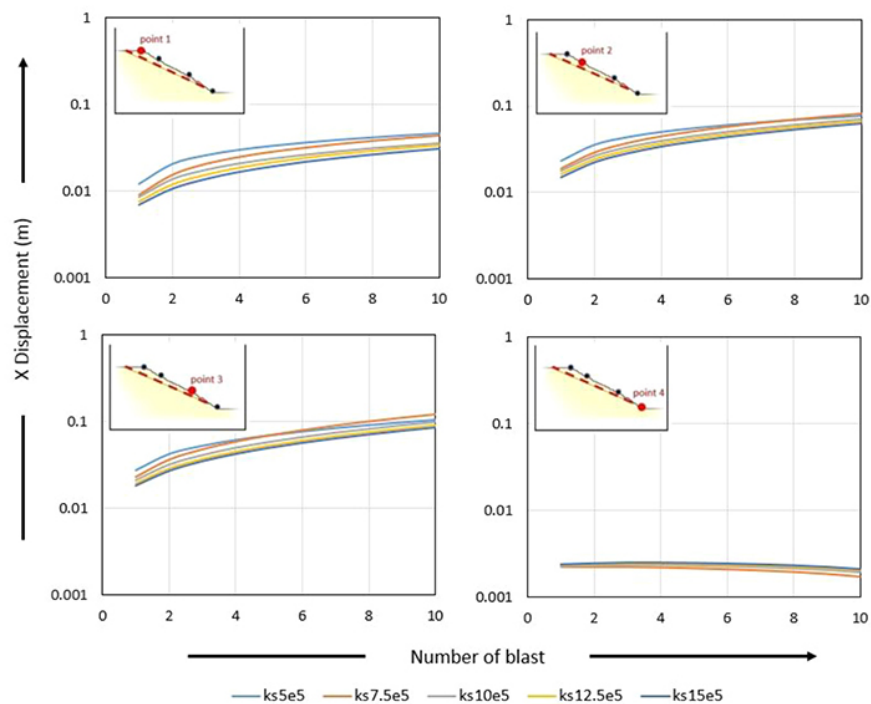 1
0.1
0.01
0.001
0 2 4 6 8 10
point 1
1
0.1
0.01
0.001
0 2 4 6 8 10
point 2
1
0.1
0.01
0.001
0 2 4 6 8 10
point 3
1
0.1
0.01
0.001
0 2 4 6 8 10
point 4
X Displacement (m)
Number of blast
ks5e5 ks7.5e5 ks10e5 ks12.5e5 ks15e5